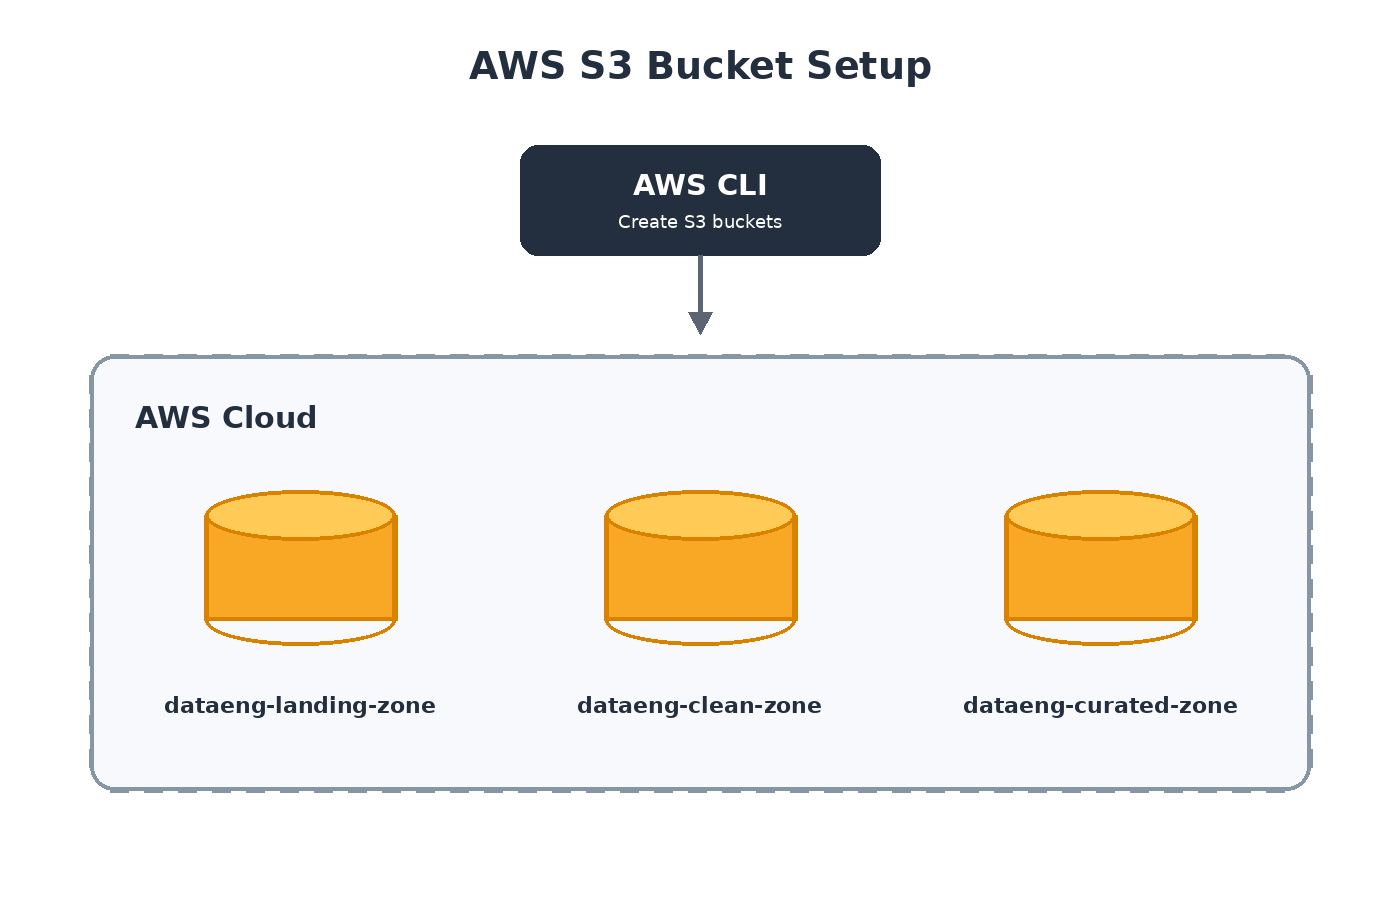 AWS S3 Bucket Setup
AWS CLI
Create S3 buckets
AWS Cloud
dataeng-landing-zone
dataeng-clean-zone
dataeng-curated-zone